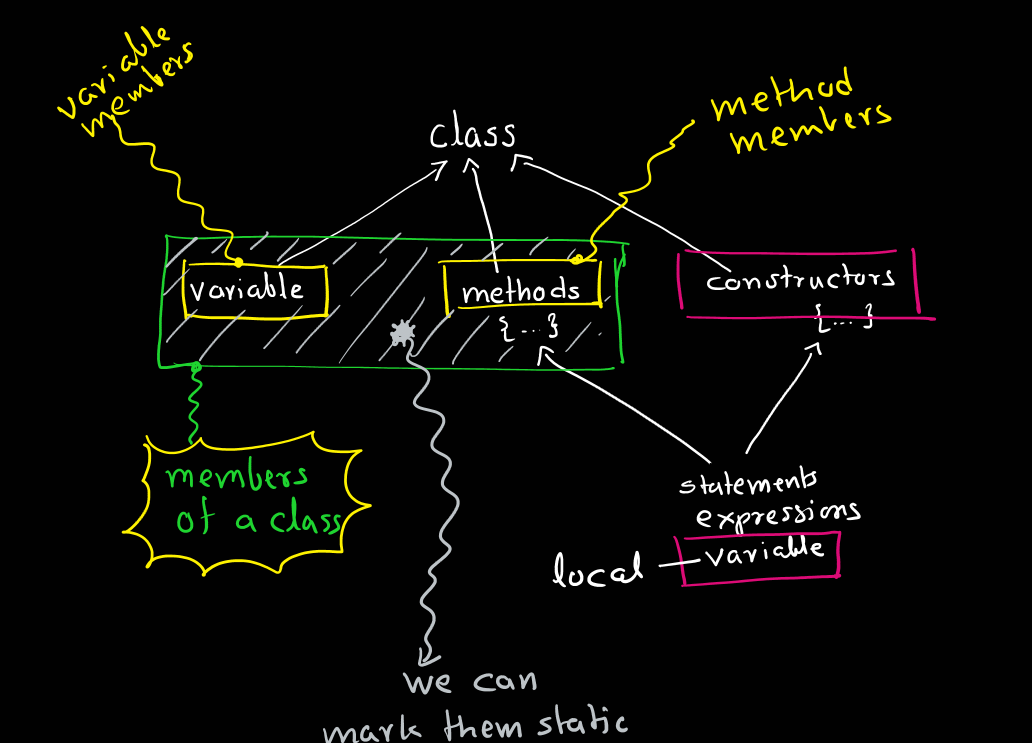 variable
members
class
method
members
variable
methods
{...}
constructors
{...}
members
of a class
statements
expressions
variable
local
we can
mark them static